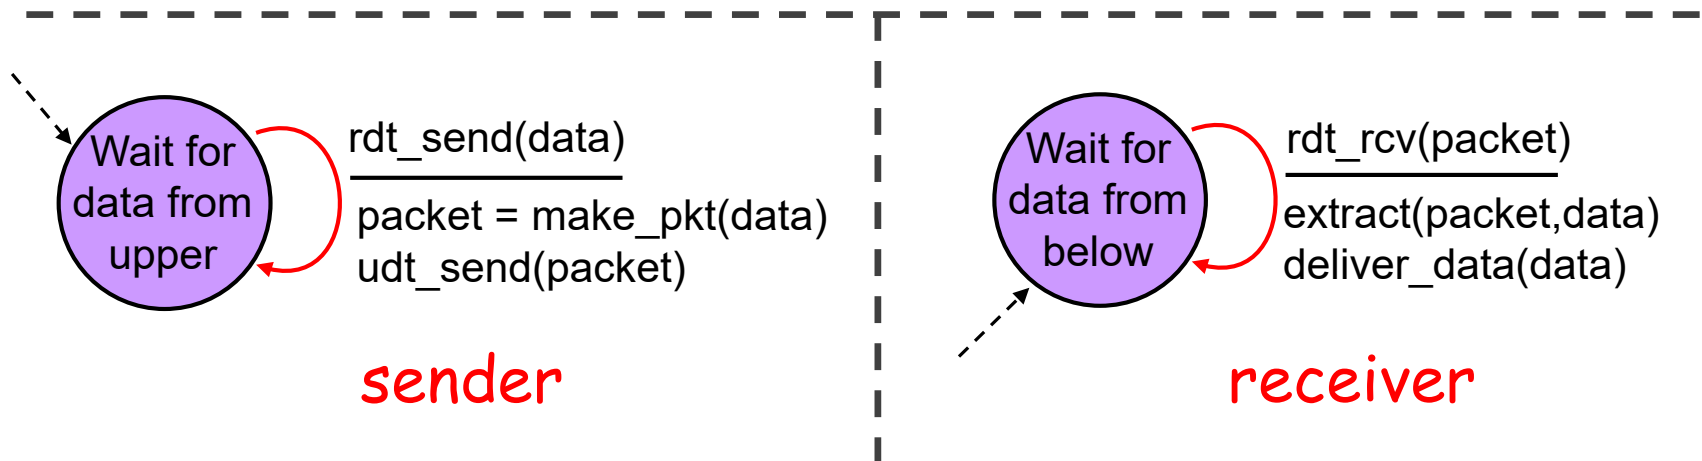 Wait for
data from
upper
rdt_send(data)
packet = make_pkt(data)
udt_send(packet)
sender
Wait for
data from
below
rdt_rcv(packet)
extract(packet,data)
deliver_data(data)
receiver